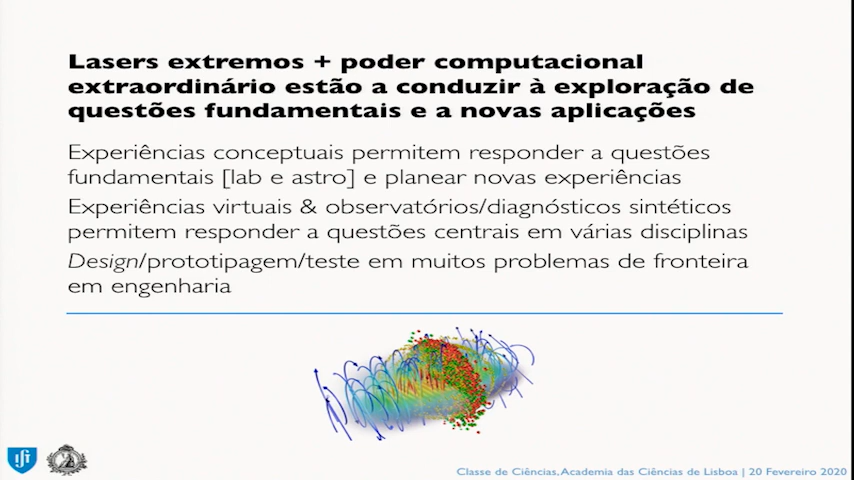 Lasers extremos + poder computacional
extraordinário estão a conduzir à exploração de
questões fundamentais e a novas aplicações
Experiências conceptuais permitem responder a questões
fundamentais [lab e astro] e planear novas experiências
Experiências virtuais & observatórios/diagnósticos sintéticos
permitem responder a questões centrais em várias disciplinas
Design/prototipagem/teste em muitos problemas de fronteira
em engenharia
Classe de Ciências, Academia das Ciências de Lisboa | 20 Fevereiro 2020